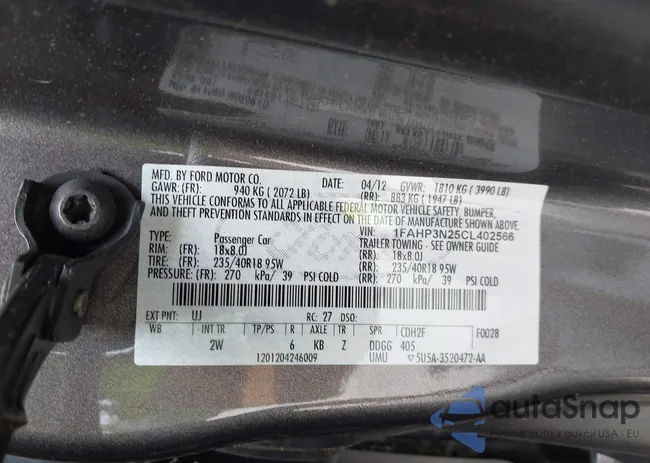 MFD. BY FORD MOTOR CO.
DATE: 04/12 GVWR: 1810 KG ( 3990 LB)
GAWR: (FR): 940 KG ( 2072 LB) (RR): 883 KG ( 1947 LB)
THIS VEHICLE CONFORMS TO ALL APPLICABLE FEDERAL MOTOR VEHICLE SAFETY, BUMPER,
AND THEFT PREVENTION STANDARDS IN EFFECT ON THE DATE OF MANUFACTURE SHOWN ABOVE.
VIN: 1FAHP3N25CL402566
TYPE: Passenger Car TRAILER TOWING - SEE OWNER GUIDE
RIM: (FR): 18x8.0J (RR): 18x8.0J
TIRE: (FR): 235/40R18 95W (RR): 235/40R18 95W
PRESSURE: (FR): 270 kPa/ 39 PSI COLD (RR): 270 kPa/ 39 PSI COLD
EXT PNT: UJ RC: 27 DSO:
WB INT TR TP/PS R AXLE TR SPR CDH2F F0028
2W 6 KB Z DDGG 405
1201204246009 UMU ▽5U5A-3520472-AA
autoSnap
USA i EU